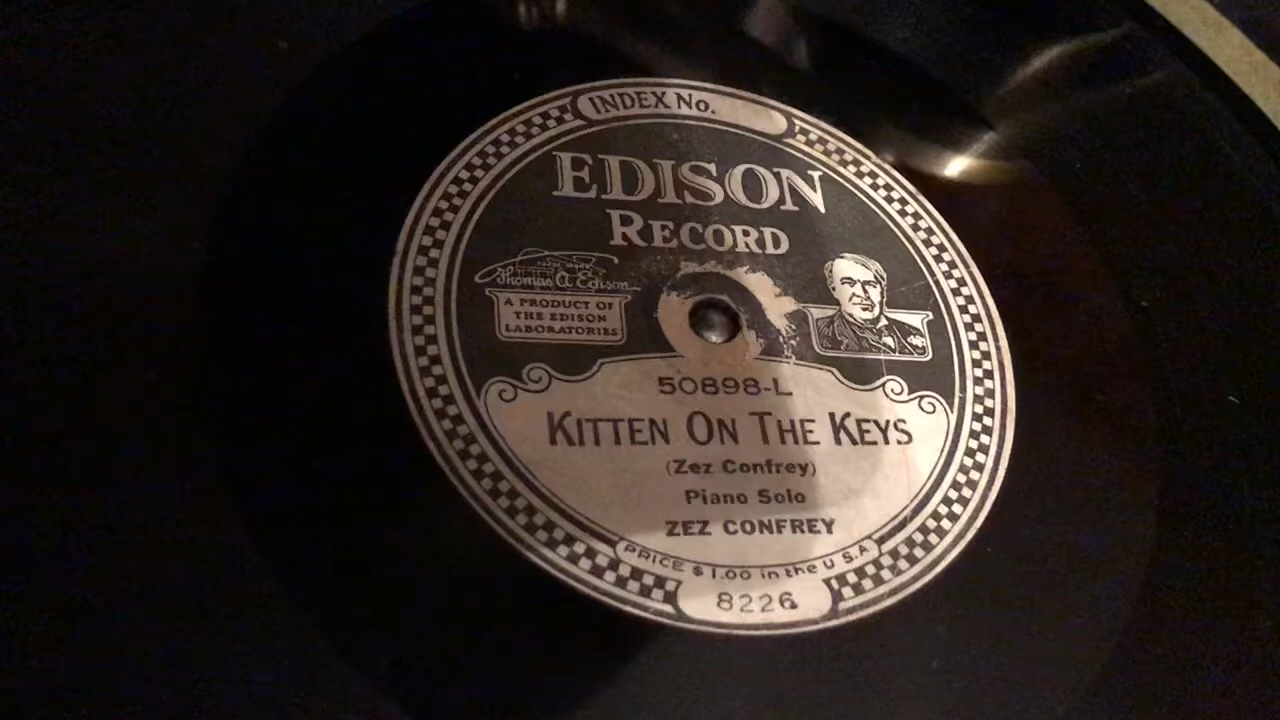 INDEX No.
EDISON
RECORD
Thomas A Edison
A PRODUCT OF
THE EDISON
LABORATORIES
50898-L
KITTEN ON THE KEYS
(Zez Confrey)
Piano Solo
ZEZ CONFREY
PRICE $1.00 in the U S.A
8226